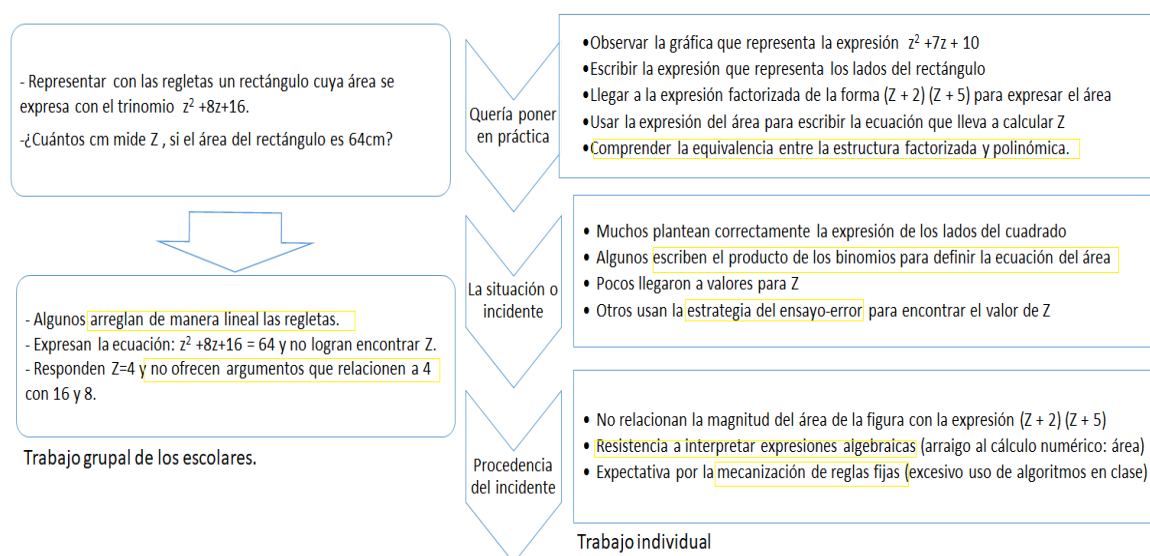 - Representar con las regletas un rectángulo cuya área se
expresa con el trinomio z² +8z+16.
-¿Cuántos cm mide Z , si el área del rectángulo es 64cm?
- Algunos arreglan de manera lineal las regletas.
- Expresan la ecuación: z² +8z+16 = 64 y no logran encontrar Z.
- Responden Z=4 y no ofrecen argumentos que relacionen a 4
con 16 y 8.
Trabajo grupal de los escolares.
Quería poner
en práctica
•Observar la gráfica que representa la expresión z² +7z + 10
•Escribir la expresión que representa los lados del rectángulo
•Llegar a la expresión factorizada de la forma (Z + 2) (Z + 5) para expresar el área
•Usar la expresión del área para escribir la ecuación que lleva a calcular Z
•Comprender la equivalencia entre la estructura factorizada y polinómica.
La situación o
incidente
• Muchos plantean correctamente la expresión de los lados del cuadrado
• Algunos escriben el producto de los binomios para definir la ecuación del área
• Pocos llegaron a valores para Z
• Otros usan la estrategia del ensayo-error para encontrar el valor de Z
Procedencia
del incidente
• No relacionan la magnitud del área de la figura con la expresión (Z + 2) (Z + 5)
• Resistencia a interpretar expresiones algebraicas (arraigo al cálculo numérico: área)
• Expectativa por la mecanización de reglas fijas (excesivo uso de algoritmos en clase)
Trabajo individual